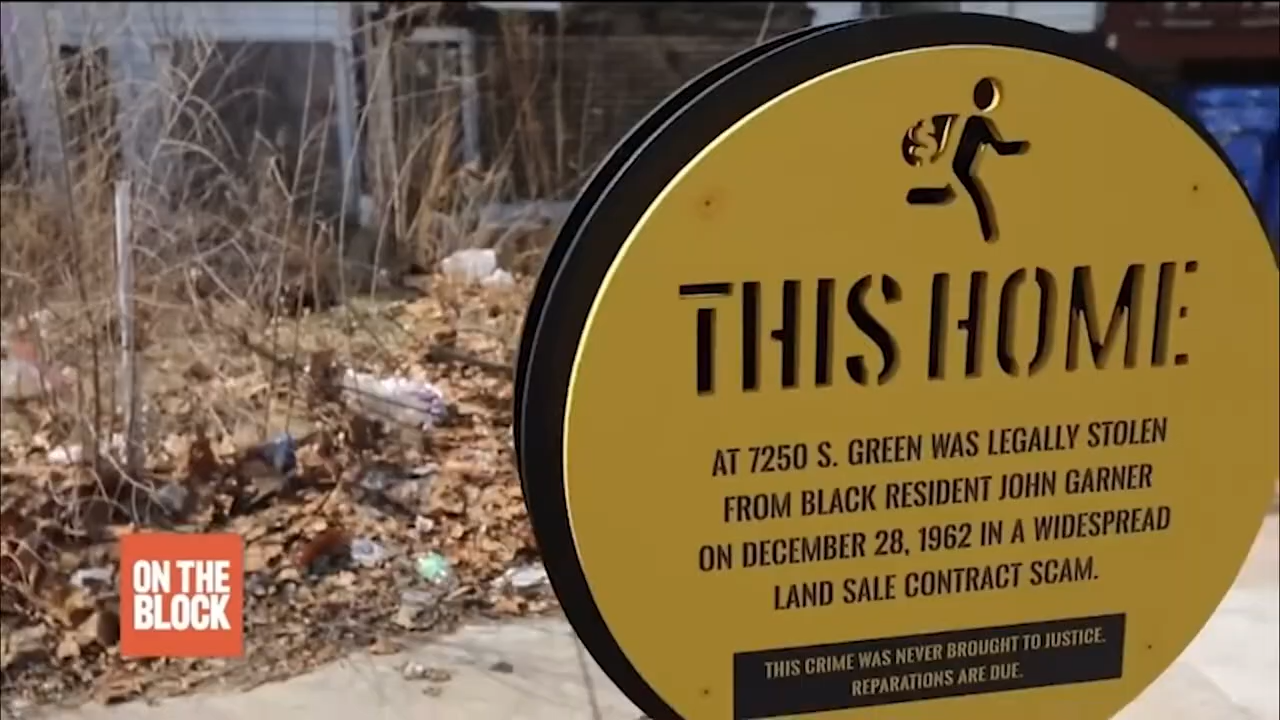 THIS HOME
AT 7250 S. GREEN WAS LEGALLY STOLEN
FROM BLACK RESIDENT JOHN GARNER
ON DECEMBER 28, 1962 IN A WIDESPREAD
LAND SALE CONTRACT SCAM.
THIS CRIME WAS NEVER BROUGHT TO JUSTICE.
REPARATIONS ARE DUE.
ON THE
BLOCK